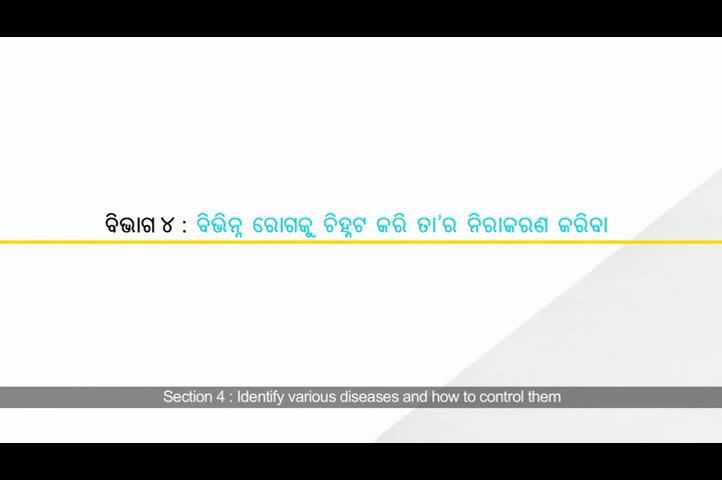 ବିଭାଗ ୪ : ବିଭିନ୍ନ ରୋଗକୁ ଚିହ୍ନଟ କରି ତା'ର ନିରାକରଣ କରିବା
Section 4 : Identify various diseases and how to control them